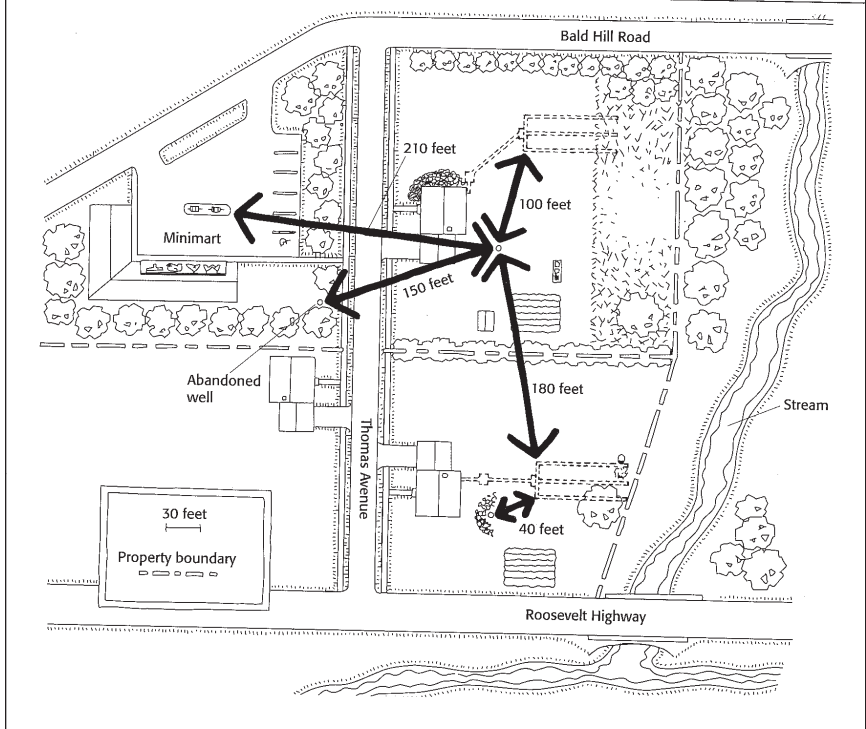 Bald Hill Road
210 feet
100 feet
Minimart
150 feet
Abandoned
well
180 feet
Stream
Thomas Avenue
30 feet
Property boundary
40 feet
Roosevelt Highway